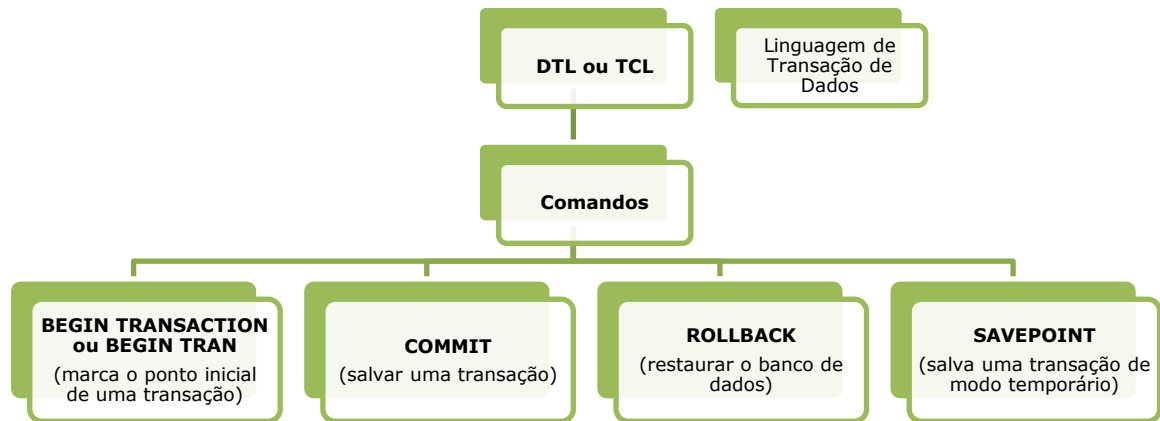 DTL ou TCL
Linguagem de
Transação de
Dados
Comandos
BEGIN TRANSACTION
ou BEGIN TRAN
(marca o ponto inicial
de uma transação)
COMMIT
(salvar uma transação)
ROLLBACK
(restaurar o banco de
dados)
SAVEPOINT
(salva uma transação de
modo temporário)